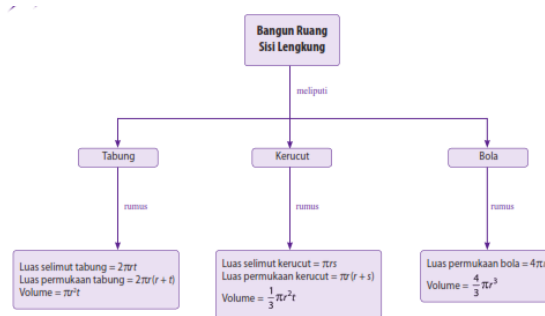 Bangun Ruang
Sisi Lengkung
meliputi
Tabung
Kerucut
Bola
rumus
rumus
rumus
Luas selimut tabung = 2πrt
Luas permukaan tabung = 2πr(r + t)
Volume = πr²t
Luas selimut kerucut = πrs
Luas permukaan kerucut = πr(r + s)
Volume = 1/3 πr²t
Luas permukaan bola = 4π
Volume = 4/3 πr³